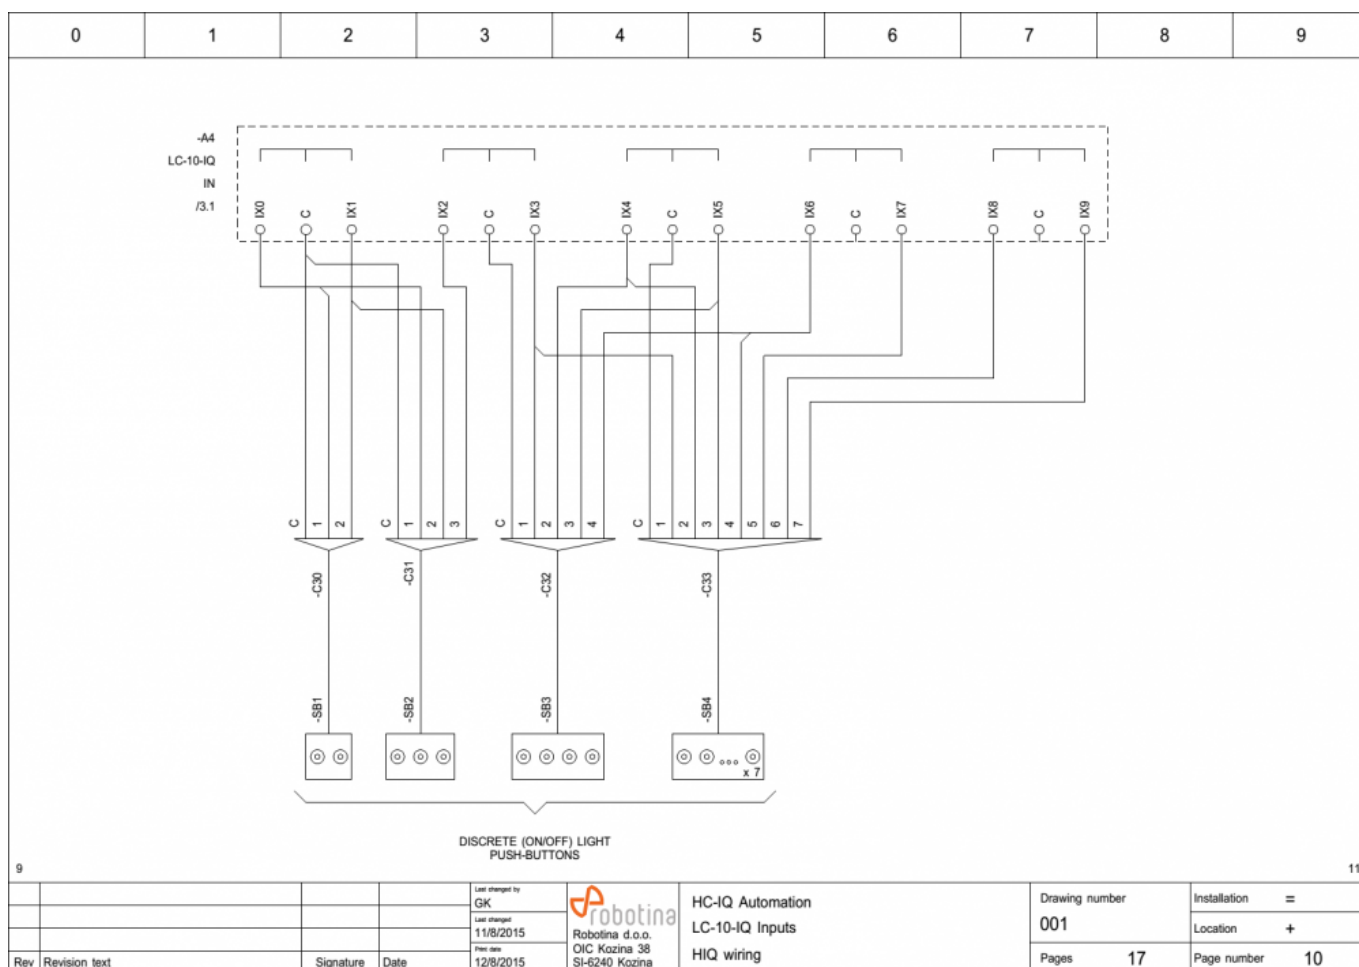 0 1 2 3 4 5 6 7 8 9
-A4
LC-10-IQ
IN
/3.1
IX0 C IX1 IX2 C IX3 IX4 C IX5 IX6 C IX7 IX8 C IX9
C 1 2 C 1 2 3 C 1 2 3 4 C 1 2 3 4 5 6 7
-C30 -C31 -C32 -C33
-SB1 -SB2 -SB3 -SB4
x 7
DISCRETE (ON/OFF) LIGHT
PUSH-BUTTONS
9 11
Last changed by
GK
Last changed
11/8/2015
Print date
12/8/2015
Rev Revision text Signature Date
robotina
Robotina d.o.o.
OIC Kozina 38
SI-6240 Kozina
HC-IQ Automation
LC-10-IQ Inputs
HIQ wiring
Drawing number
001
Pages 17
Installation =
Location +
Page number 10